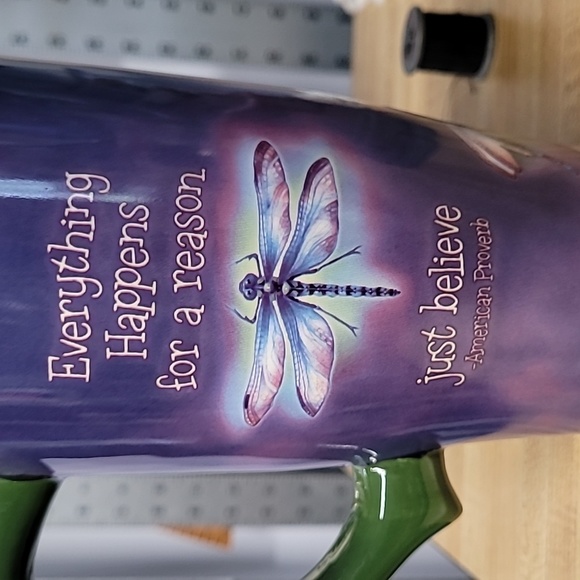 Everything
Happens
for a reason
just believe
-American Proverb